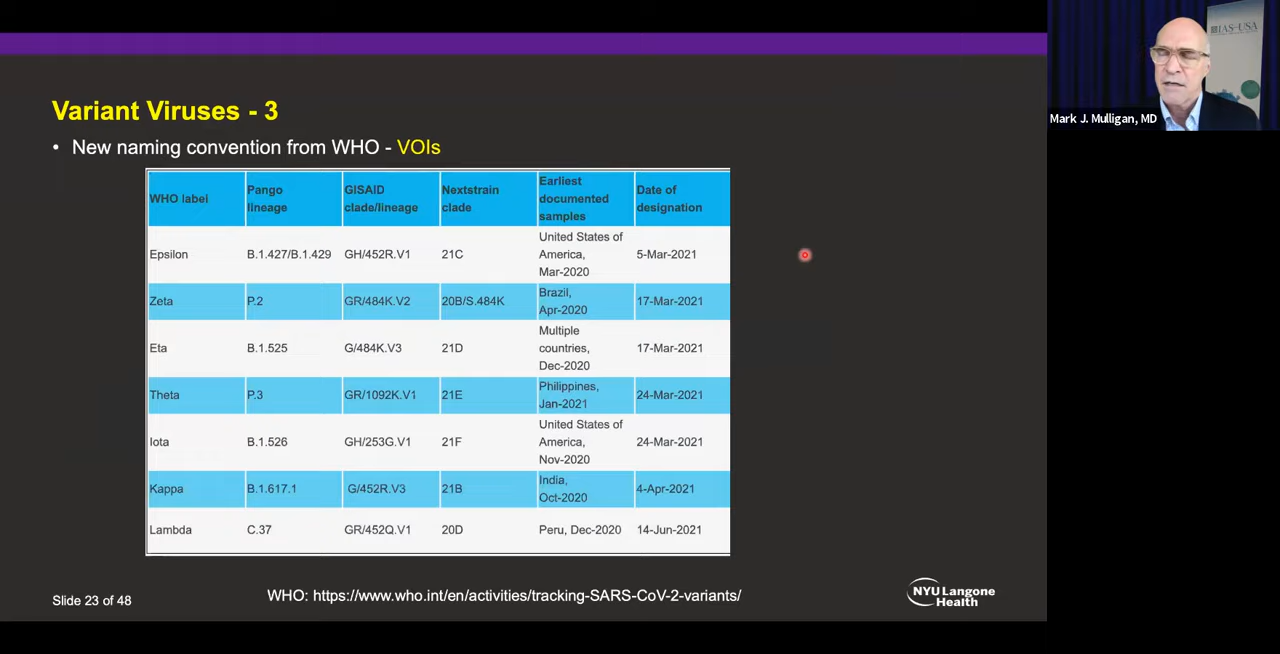 IAS-USA
Mark J. Mulligan, MD
Variant Viruses - 3
• New naming convention from WHO - VOIs
WHO label Pango lineage GISAID clade/lineage Nextstrain clade Earliest documented samples Date of designation
Epsilon B.1.427/B.1.429 GH/452R.V1 21C United States of America, Mar-2020 5-Mar-2021
Zeta P.2 GR/484K.V2 20B/S.484K Brazil, Apr-2020 17-Mar-2021
Eta B.1.525 G/484K.V3 21D Multiple countries, Dec-2020 17-Mar-2021
Theta P.3 GR/1092K.V1 21E Philippines, Jan-2021 24-Mar-2021
Iota B.1.526 GH/253G.V1 21F United States of America, Nov-2020 24-Mar-2021
Kappa B.1.617.1 G/452R.V3 21B India, Oct-2020 4-Apr-2021
Lambda C.37 GR/452Q.V1 20D Peru, Dec-2020 14-Jun-2021
Slide 23 of 48
WHO: https://www.who.int/en/activities/tracking-SARS-CoV-2-variants/
NYU Langone
Health